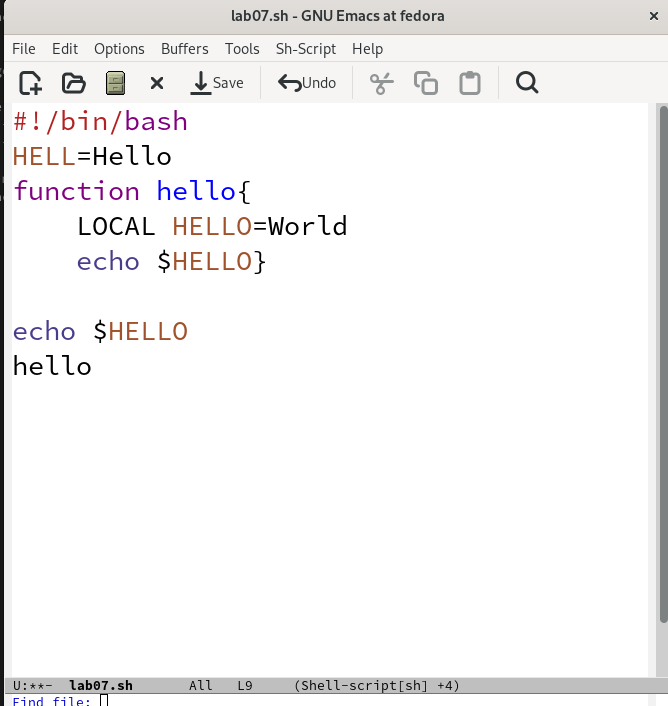 lab07.sh - GNU Emacs at fedora
File Edit Options Buffers Tools Sh-Script Help
Save Undo
#!/bin/bash
HELL=Hello
function hello{
    LOCAL HELLO=World
    echo $HELLO}
echo $HELLO
hello
U:**- lab07.sh All L9 (Shell-script[sh] +4)
Find file: